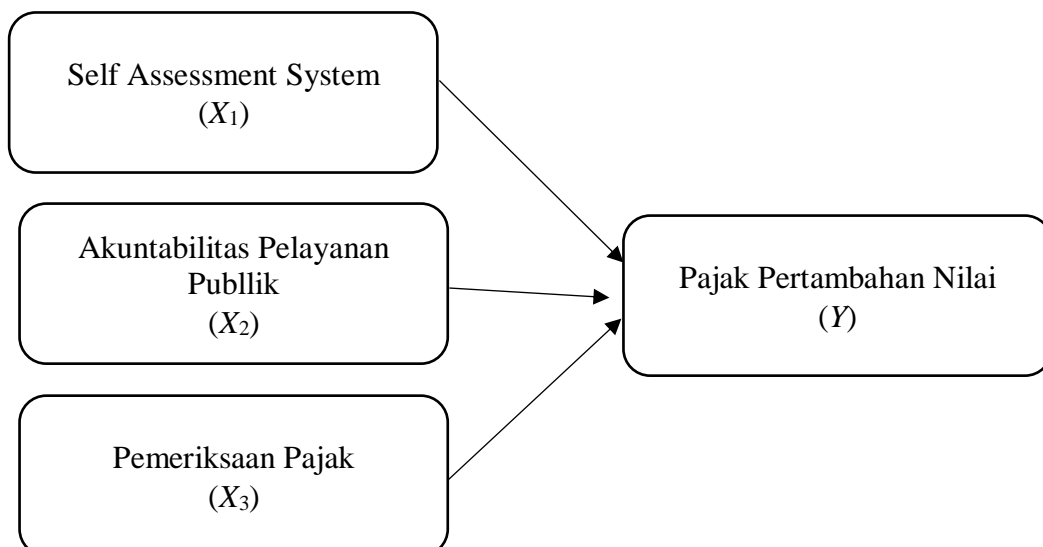 Self Assessment System
(X1)
Akuntabilitas Pelayanan
Publlik
(X2)
Pajak Pertambahan Nilai
(Y)
Pemeriksaan Pajak
(X3)